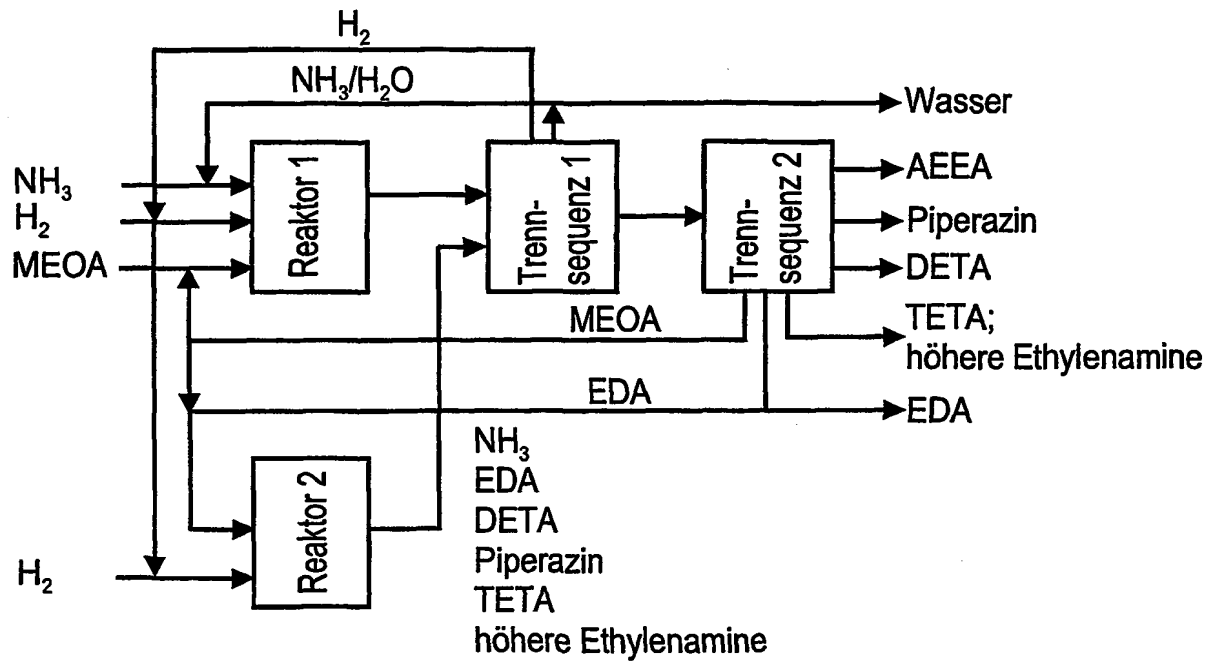 H₂
NH₃/H₂O
Wasser
NH₃
H₂
MEOA
Reaktor 1
Trenn-
sequenz 1
Trenn-
sequenz 2
AEEA
Piperazin
DETA
TETA;
höhere Ethylenamine
MEOA
EDA
EDA
Reaktor 2
H₂
NH₃
EDA
DETA
Piperazin
TETA
höhere Ethylenamine